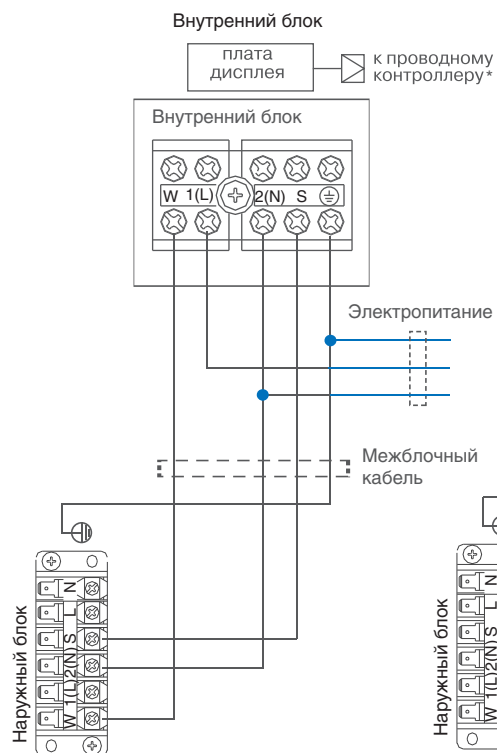 Внутренний блок
плата
дисплея
к проводному
контроллеру*
Внутренний блок
W 1(L) 2(N) S
Электропитание
Межблочный
кабель
Наружный блок
N
L
S
2(N)
1(L)
W
Наружный блок
N
L
S
2(N)
1(L)
W